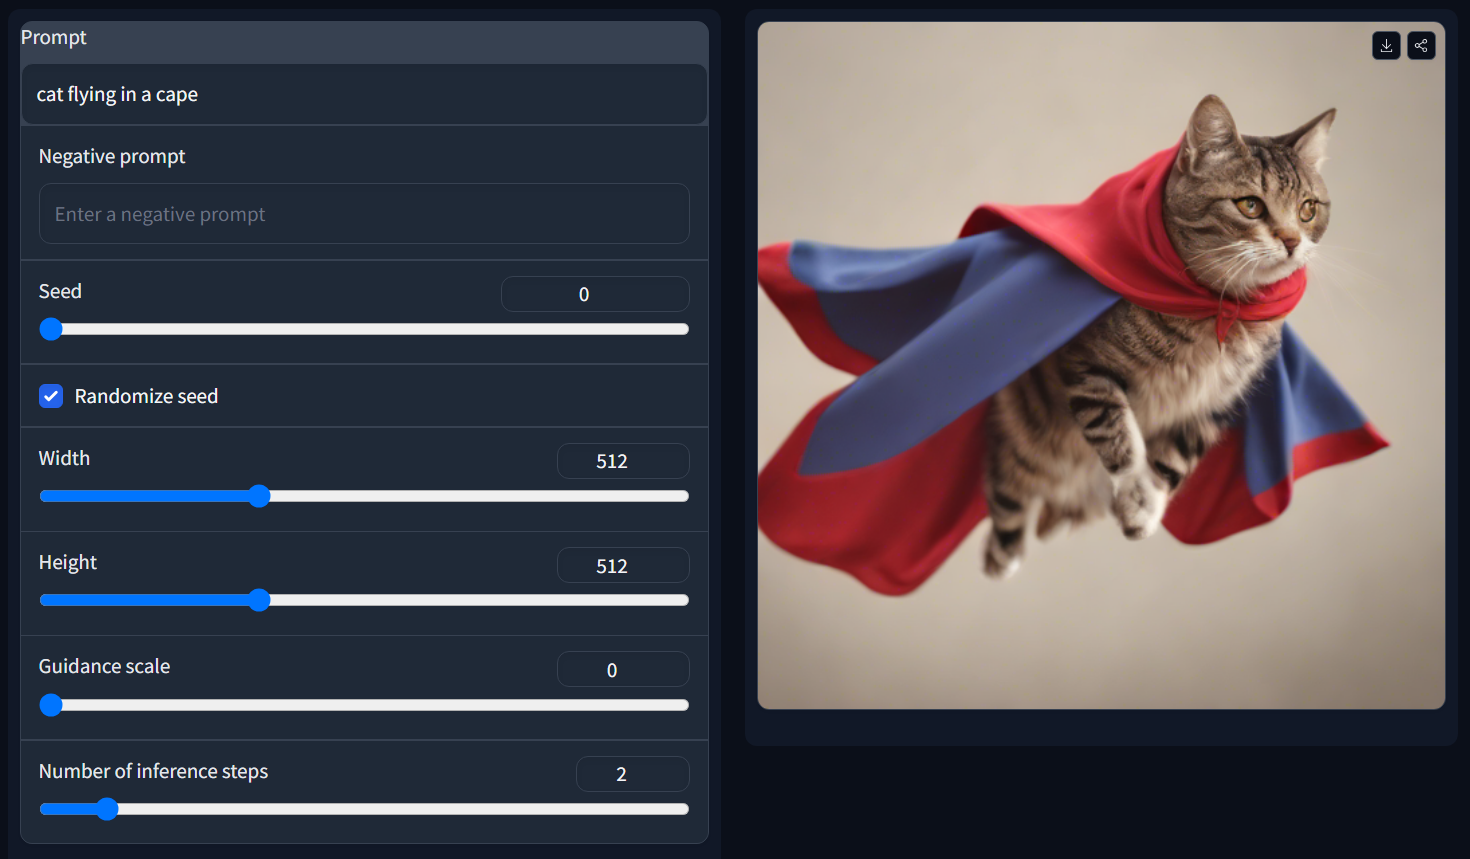 Prompt
cat flying in a cape
Negative prompt
Enter a negative prompt
Seed
0
Randomize seed
Width
512
Height
512
Guidance scale
0
Number of inference steps
2